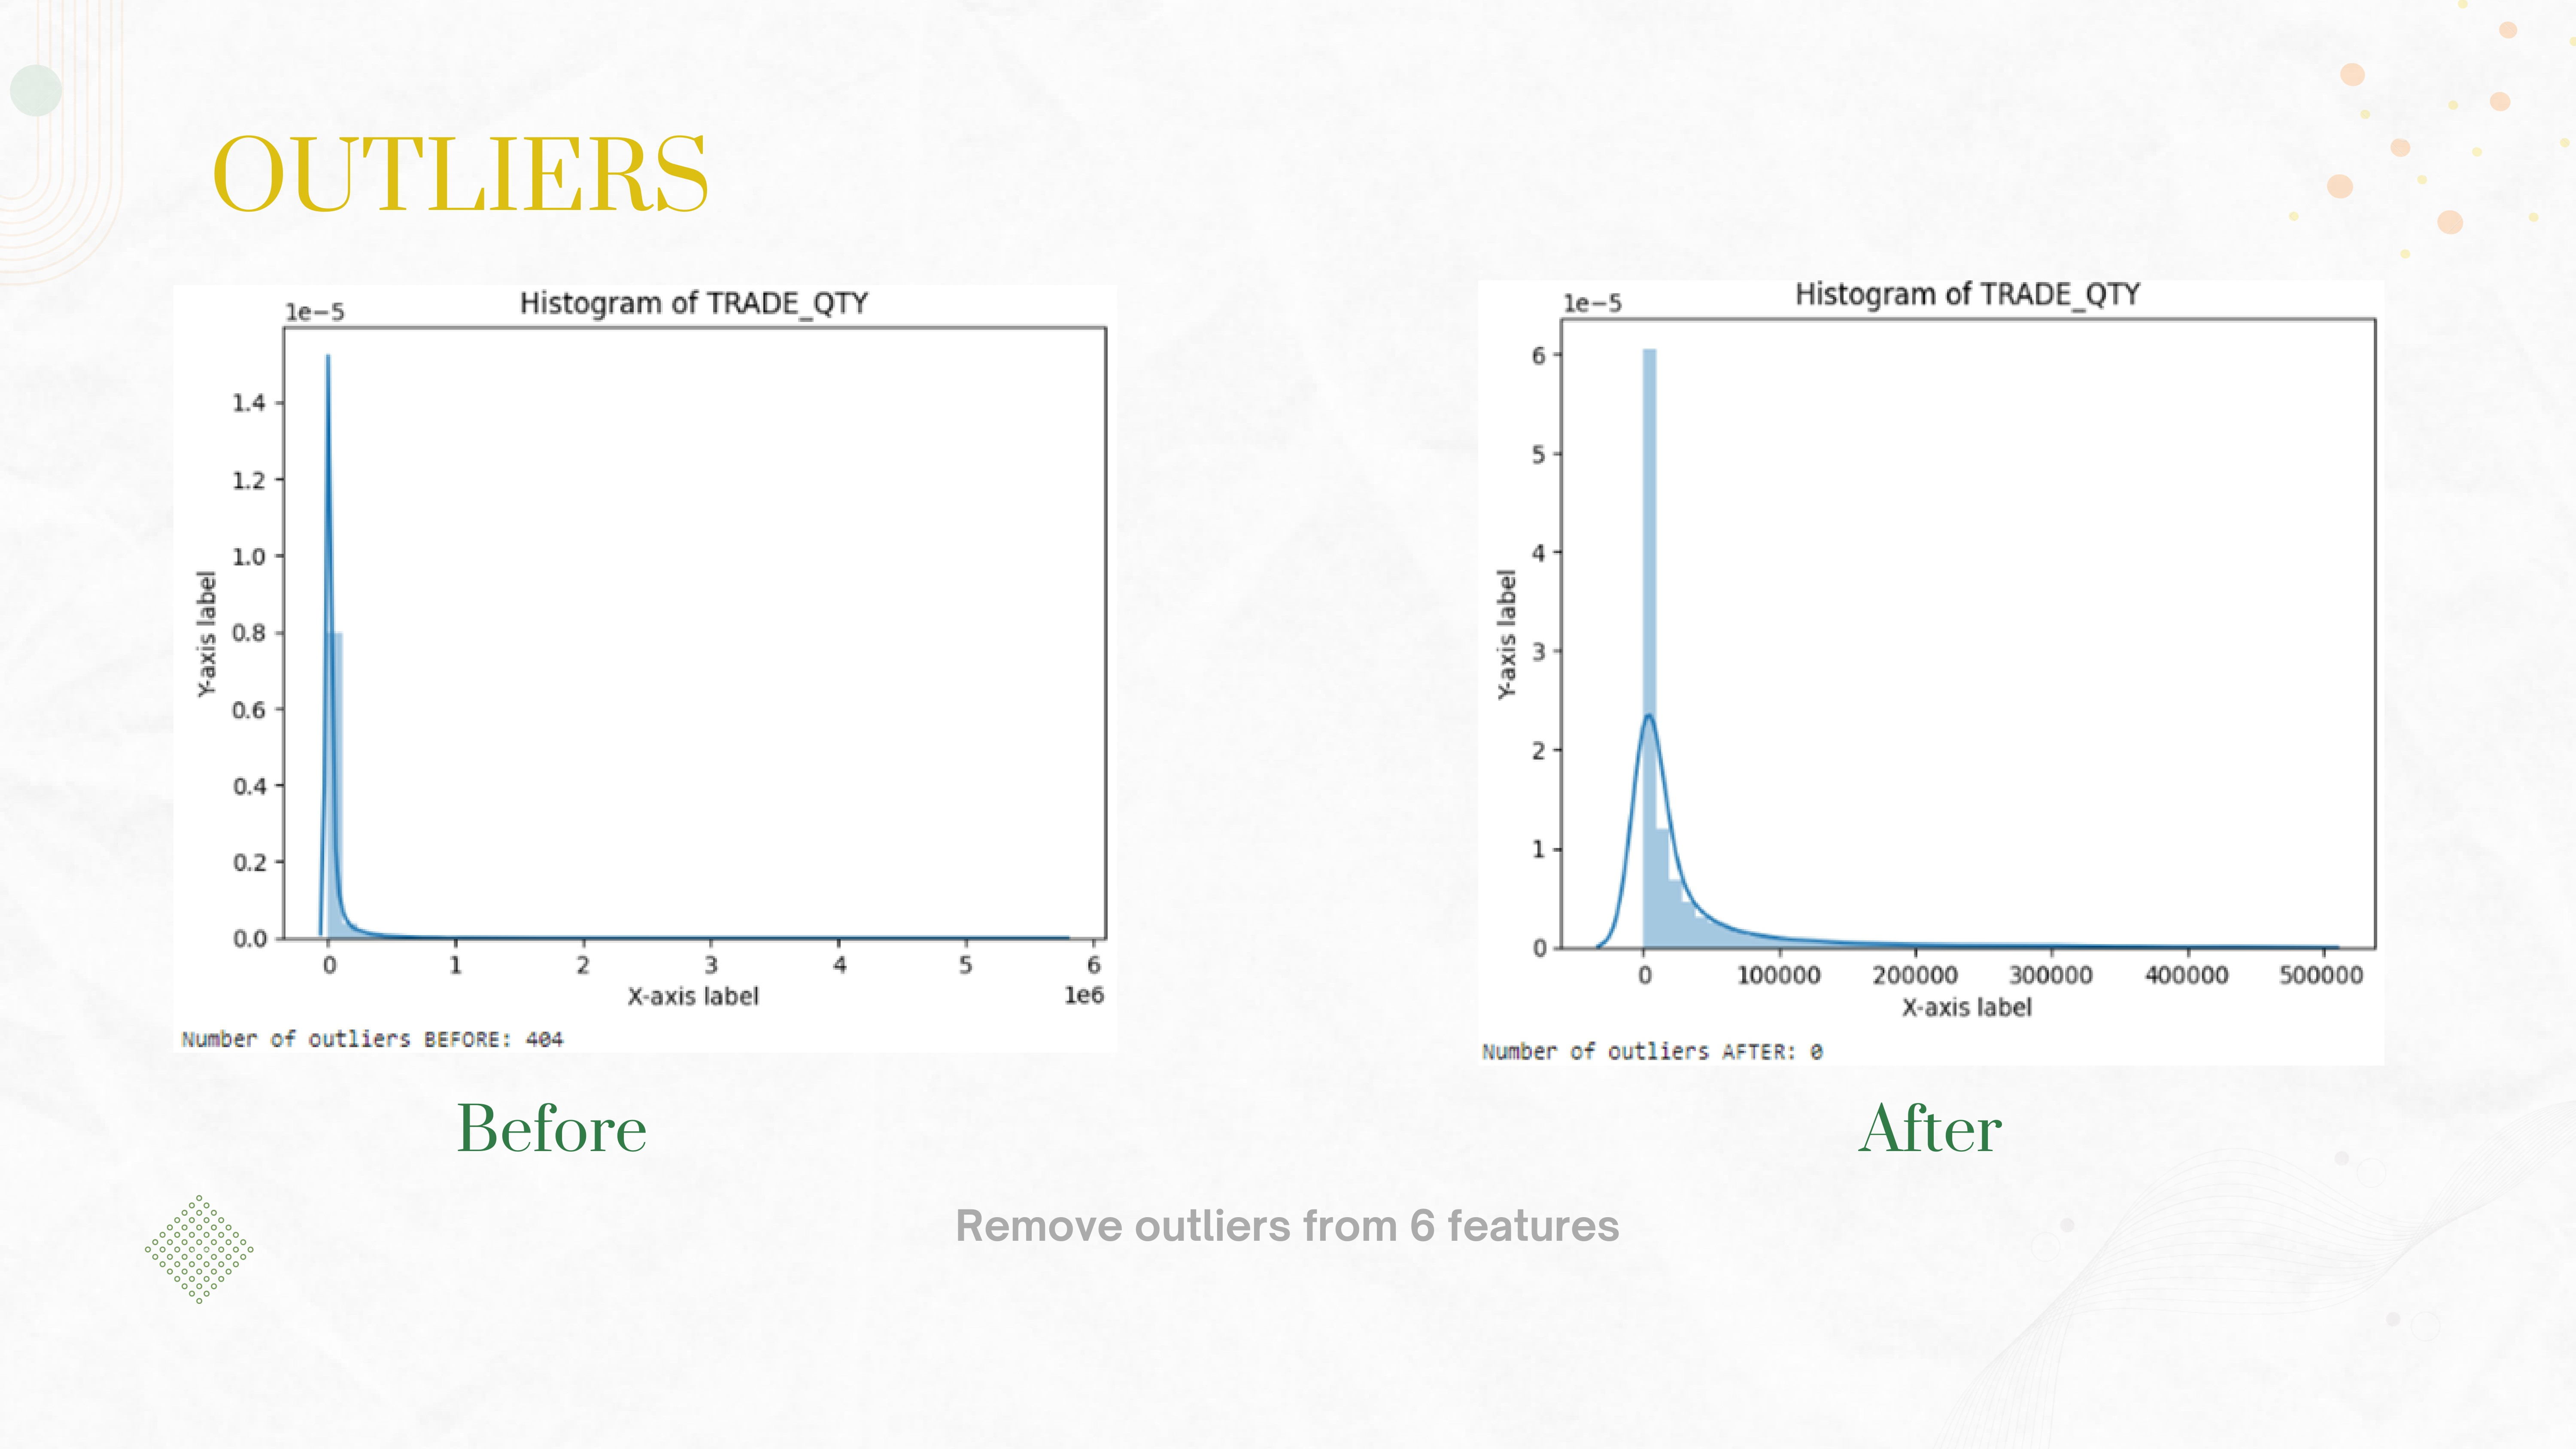 OUTLIERS
Histogram of TRADE_QTY
1e−5
1.4
1.2
1.0
0.8
0.6
0.4
0.2
0.0
Y-axis label
0 1 2 3 4 5 6
X-axis label
1e6
Number of outliers BEFORE: 404
Before
Histogram of TRADE_QTY
1e−5
6
5
4
3
2
1
0
Y-axis label
0 100000 200000 300000 400000 500000
X-axis label
Number of outliers AFTER: 0
After
Remove outliers from 6 features